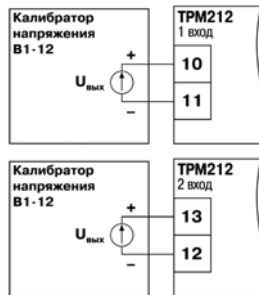 Калибратор
напряжения
В1-12
+
Uвых
–
ТРМ212
1 вход
10
11
Калибратор
напряжения
В1-12
+
Uвых
–
ТРМ212
2 вход
13
12